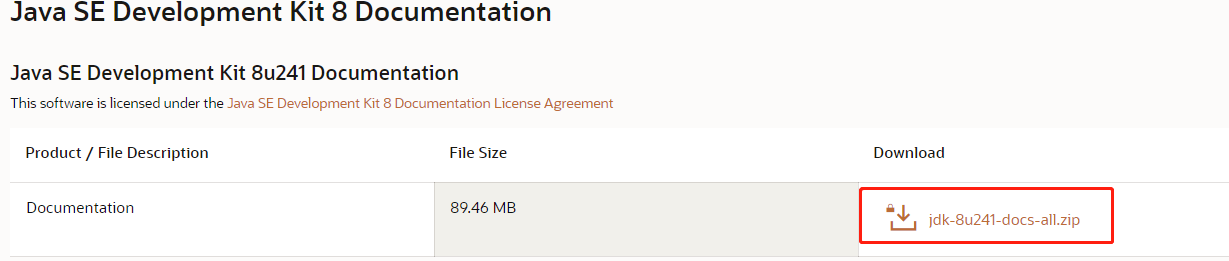 Java SE Development Kit 8 Documentation
Java SE Development Kit 8u241 Documentation
This software is licensed under the Java SE Development Kit 8 Documentation License Agreement
Product / File Description File Size Download
Documentation 89.46 MB jdk-8u241-docs-all.zip